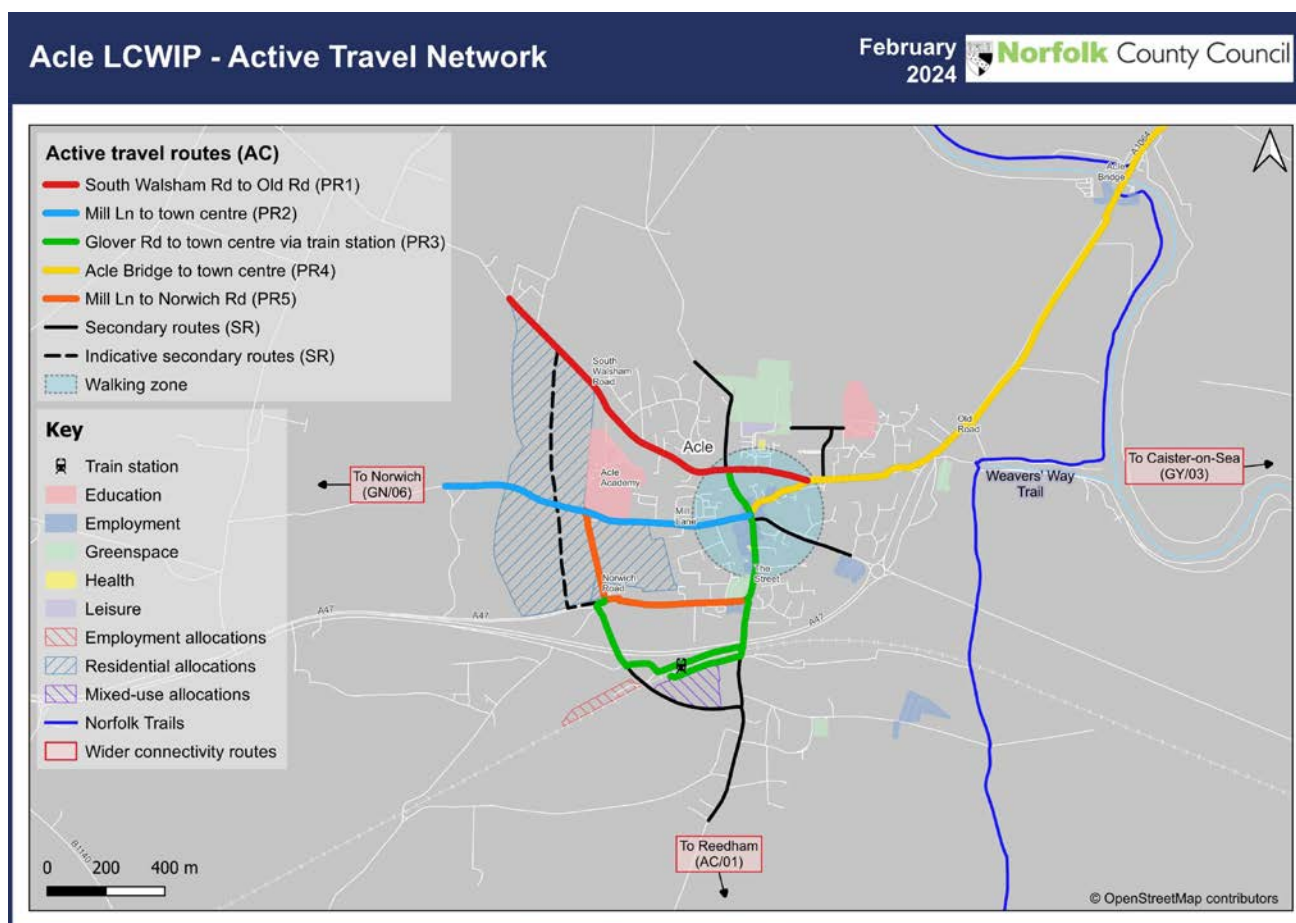 Acle LCWIP - Active Travel Network
February
2024
Norfolk County Council
Active travel routes (AC)
South Walsham Rd to Old Rd (PR1)
Mill Ln to town centre (PR2)
Glover Rd to town centre via train station (PR3)
Acle Bridge to town centre (PR4)
Mill Ln to Norwich Rd (PR5)
Secondary routes (SR)
Indicative secondary routes (SR)
Walking zone
Key
Train station
Education
Employment
Greenspace
Health
Leisure
Employment allocations
Residential allocations
Mixed-use allocations
Norfolk Trails
Wider connectivity routes
0 200 400 m
A1064
Acle
Bridge
South
Walsham
Road
Old
Road
Acle
To Norwich
(GN/06)
Acle
Academy
Mill
Lane
Weavers' Way
Trail
To Caister-on-Sea
(GY/03)
The
Street
Norwich
Road
A47
A47
A47
B1140
To Reedham
(AC/01)
© OpenStreetMap contributors